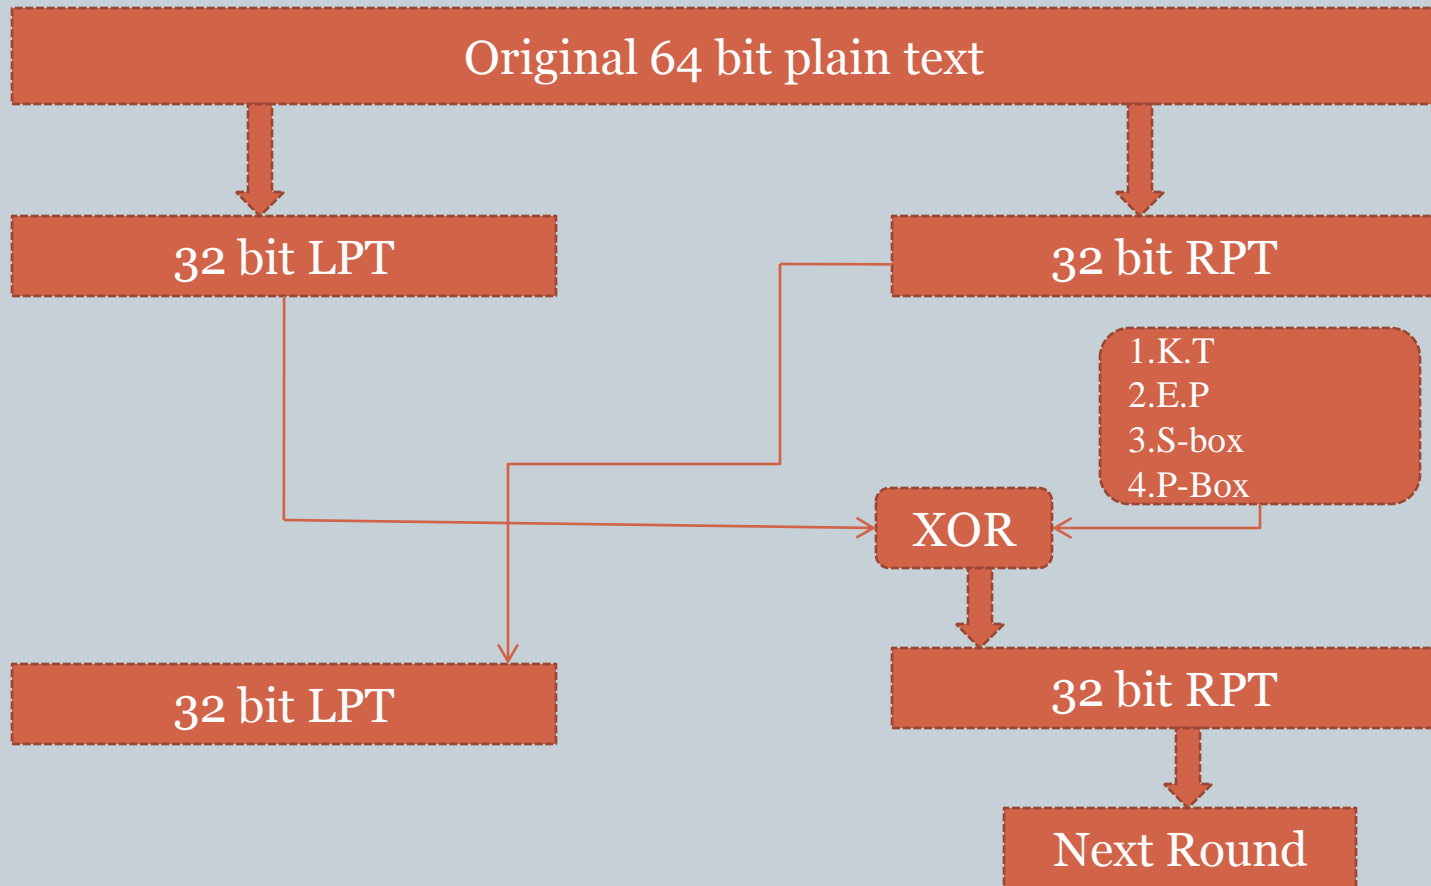 Original 64 bit plain text
32 bit LPT
32 bit RPT
1.K.T
2.E.P
3.S-box
4.P-Box
XOR
32 bit LPT
32 bit RPT
Next Round